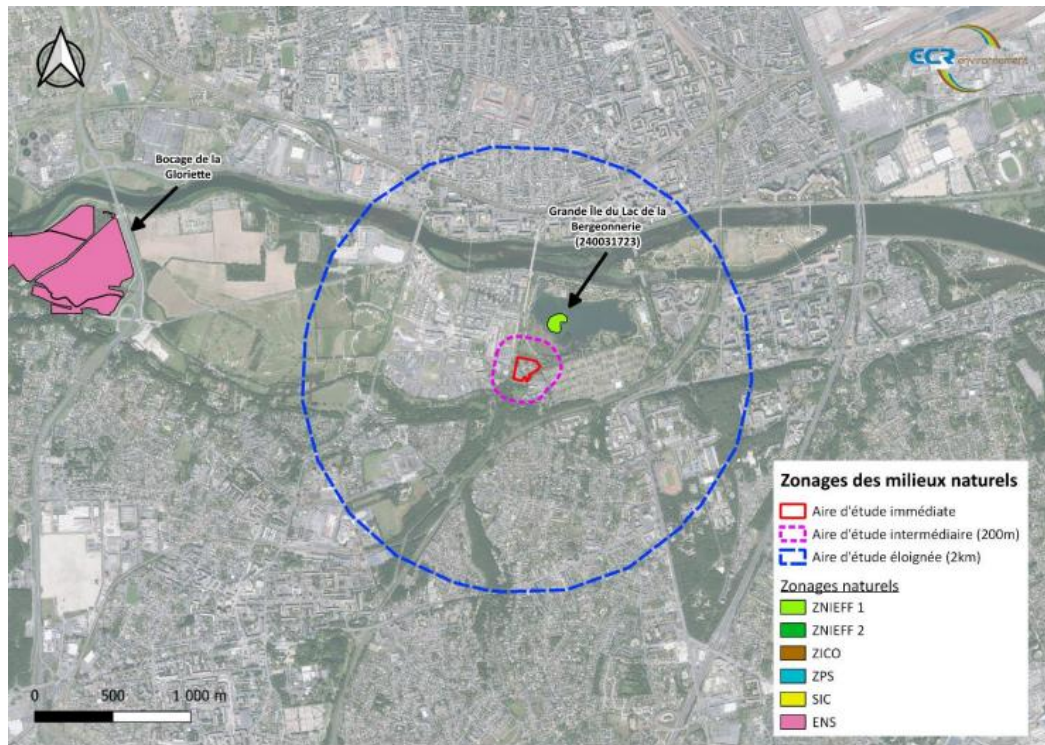 ECR environnement
Bocage de la
Gloriette
Grande Île du Lac de la
Bergeonnerie
(240031723)
Zonages des milieux naturels
Aire d'étude immédiate
Aire d'étude intermédiaire (200m)
Aire d'étude éloignée (2km)
Zonages naturels
ZNIEFF 1
ZNIEFF 2
ZICO
ZPS
SIC
ENS
0 500 1 000 m